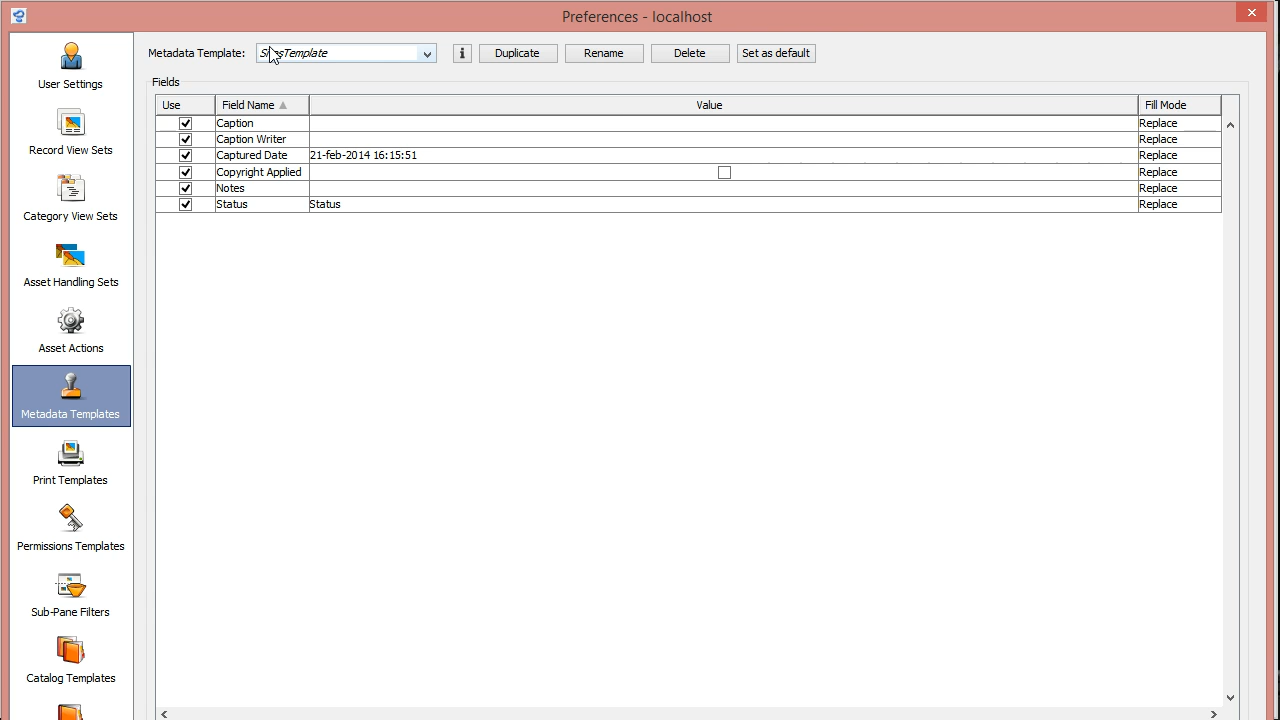 Preferences - localhost
User Settings
Record View Sets
Category View Sets
Asset Handling Sets
Asset Actions
Metadata Templates
Print Templates
Permissions Templates
Sub-Pane Filters
Catalog Templates
Metadata Template:
Duplicate Rename Delete Set as default
Fields
Use Field Name Value Fill Mode
Caption Replace
Caption Writer Replace
Captured Date 21-feb-2014 16:15:51 Replace
Copyright Applied Replace
Notes Replace
Status Status Replace